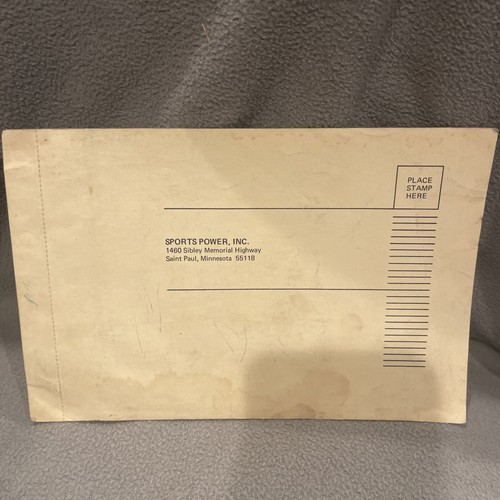 PLACE
STAMP
HERE
SPORTS POWER, INC.
1460 Sibley Memorial Highway
Saint Paul, Minnesota 55118